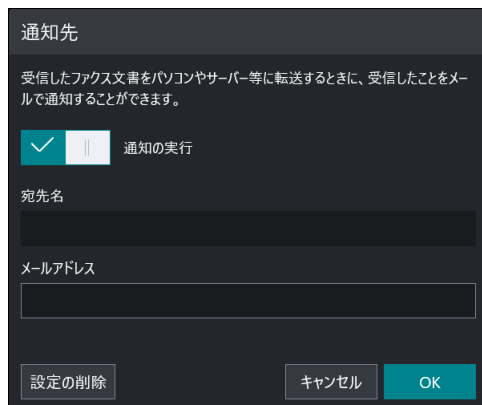 通知先
受信したファクス文書をパソコンやサーバー等に転送するときに、受信したことをメー
ルで通知することができます。
通知の実行
宛先名
メールアドレス
設定の削除
キャンセル
OK